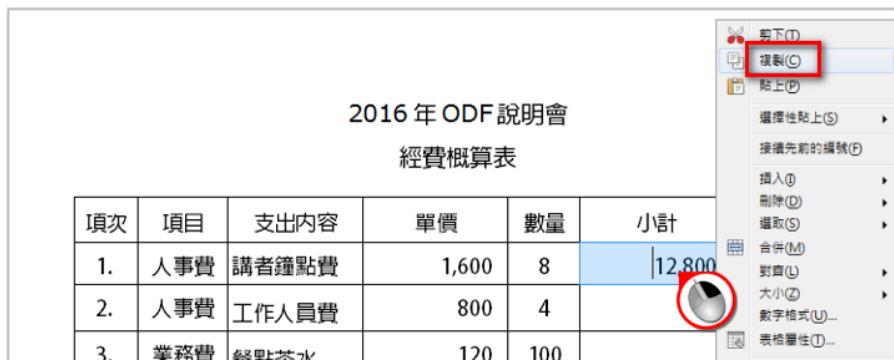 剪下(T)
複製(C)
貼上(P)
選擇性貼上(S)
接續先前的編號(F)
插入(I)
刪除(D)
選取(S)
合併(M)
對齊(L)
大小(Z)
數字格式(U)...
表格屬性(T)...
2016 年 ODF 說明會
經費概算表
項次 項目 支出內容 單價 數量 小計
1. 人事費 講者鐘點費 1,600 8 12,800
2. 人事費 工作人員費 800 4
3. 業務費 餐點茶水 120 100